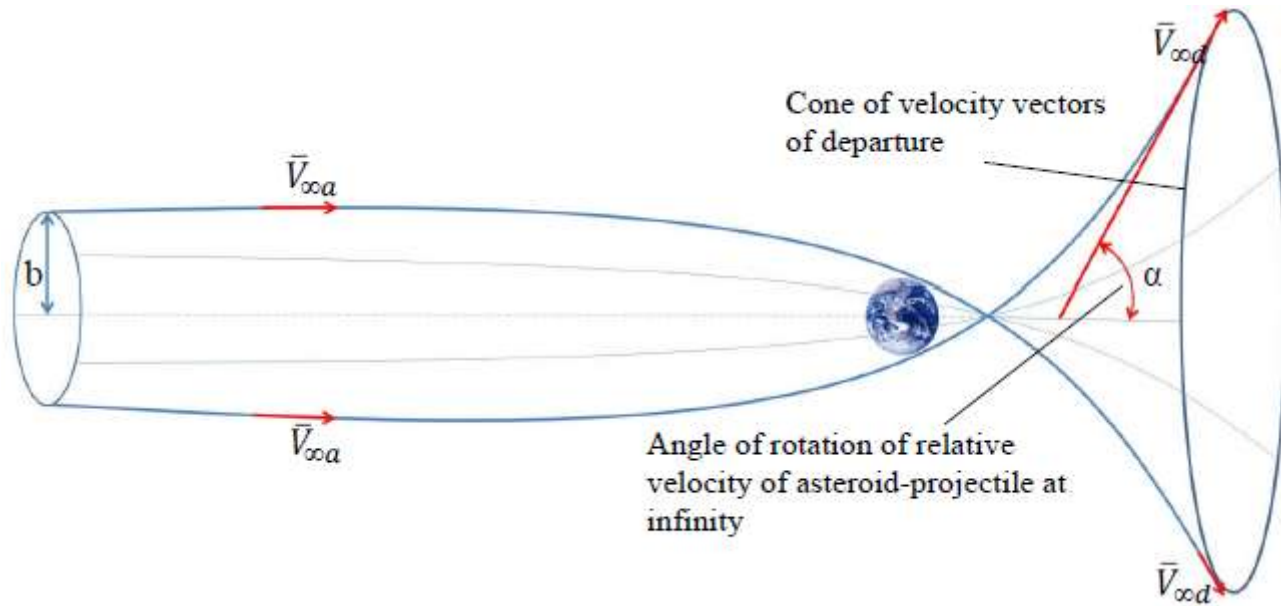 V̅∞d
Cone of velocity vectors
of departure
V̅∞a
b
α
V̅∞a
Angle of rotation of relative
velocity of asteroid-projectile at
infinity
V̅∞d